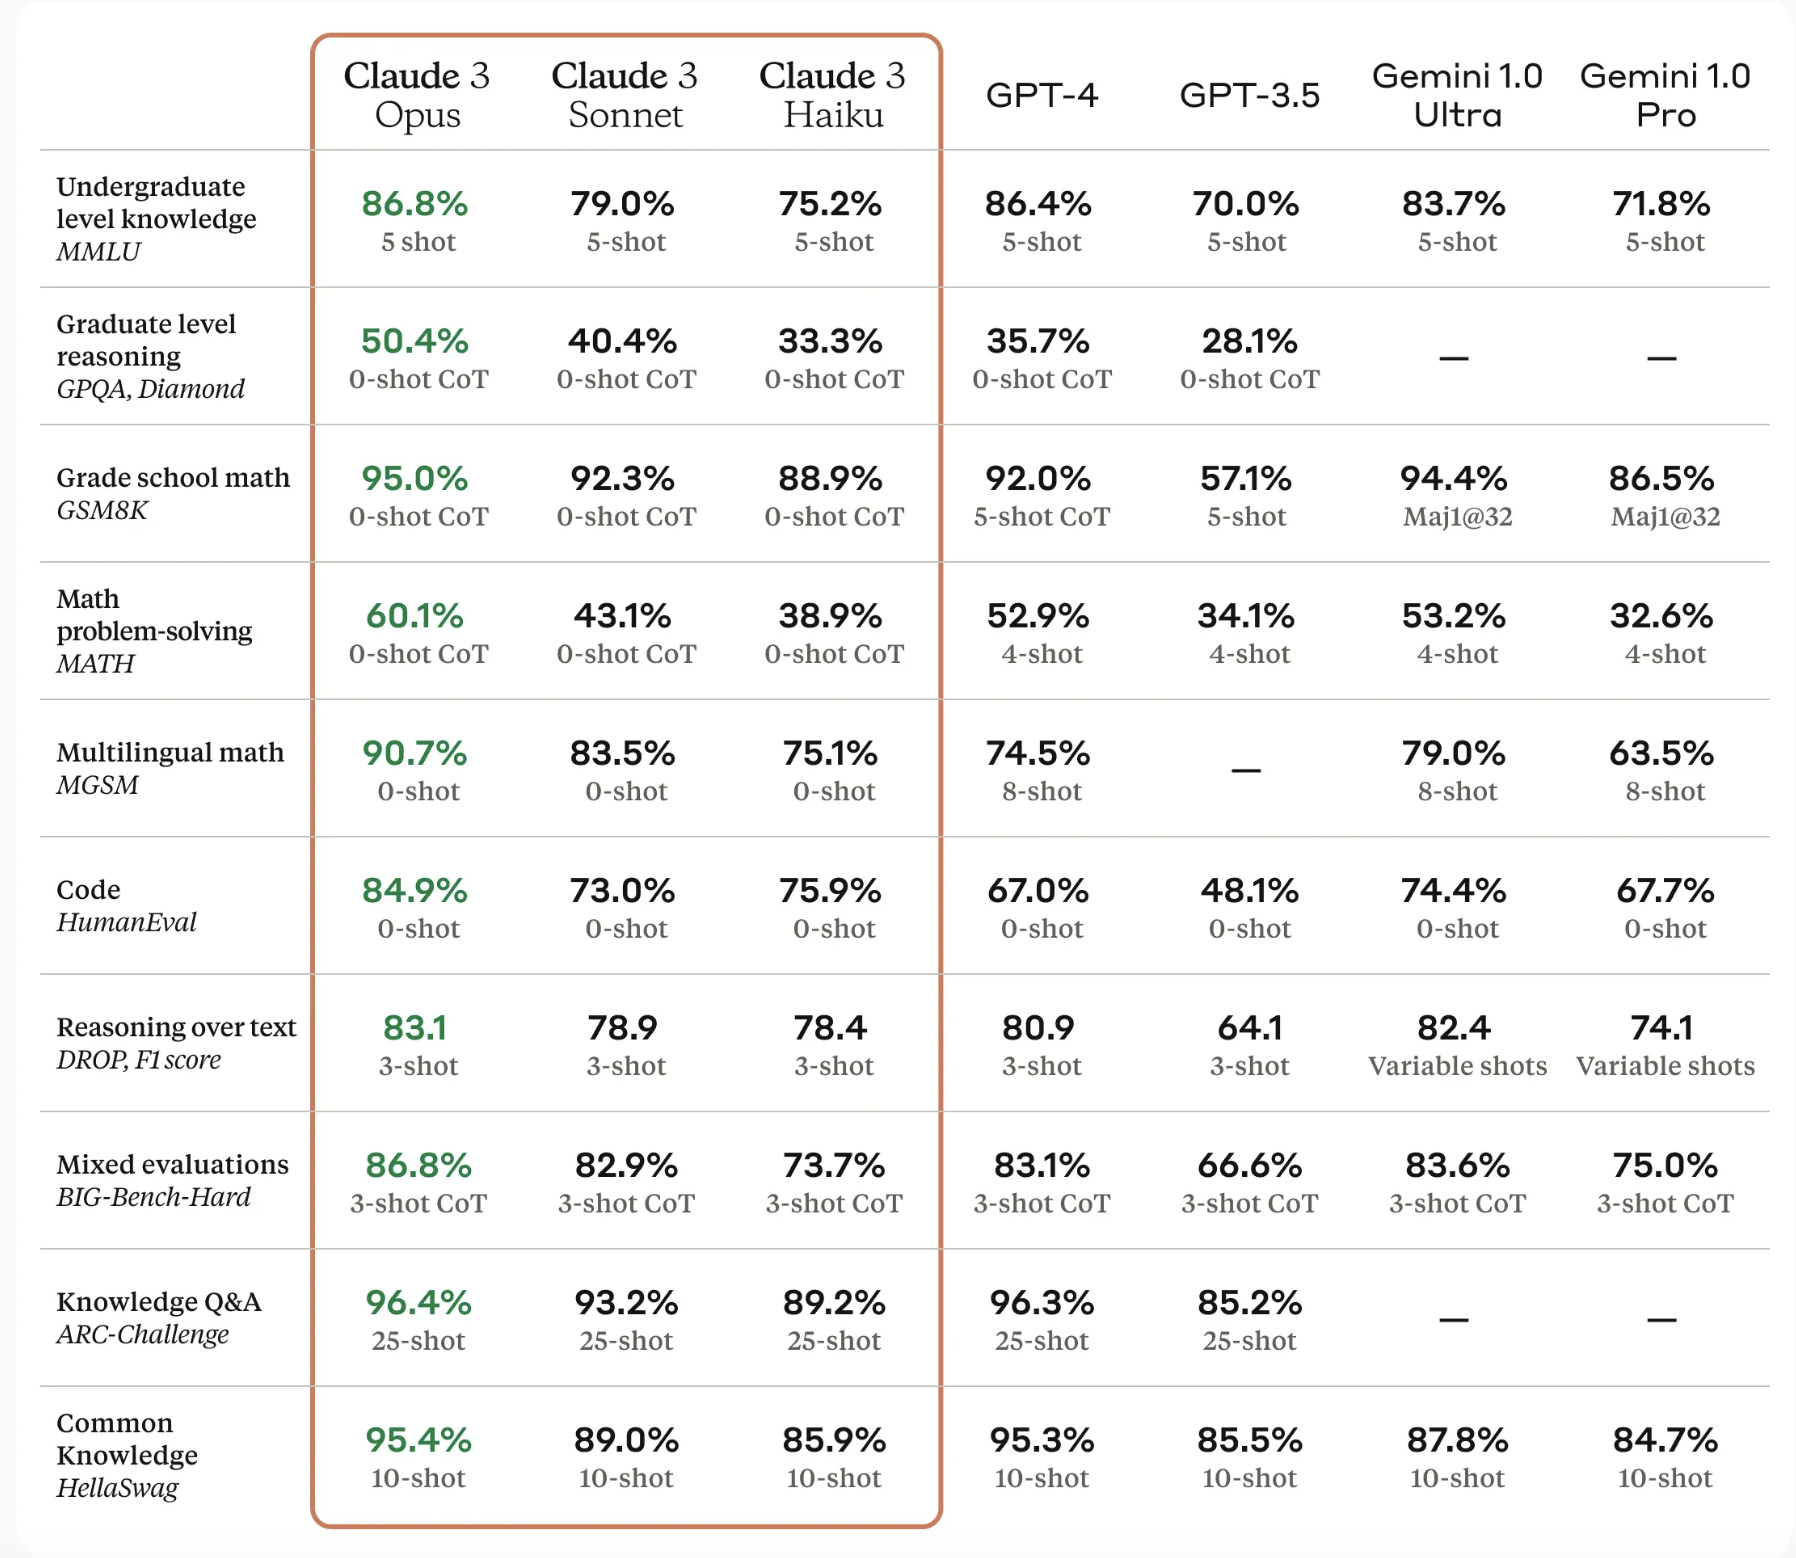 Claude 3 Opus
Claude 3 Sonnet
Claude 3 Haiku
GPT-4
GPT-3.5
Gemini 1.0 Ultra
Gemini 1.0 Pro
Undergraduate
level knowledge
MMLU
86.8% 79.0% 75.2% 86.4% 70.0% 83.7% 71.8%
5 shot 5-shot 5-shot 5-shot 5-shot 5-shot 5-shot
Graduate level
reasoning
GPQA, Diamond
50.4% 40.4% 33.3% 35.7% 28.1% — —
0-shot CoT 0-shot CoT 0-shot CoT 0-shot CoT 0-shot CoT
Grade school math
GSM8K
95.0% 92.3% 88.9% 92.0% 57.1% 94.4% 86.5%
0-shot CoT 0-shot CoT 0-shot CoT 5-shot CoT 5-shot Maj1@32 Maj1@32
Math
problem-solving
MATH
60.1% 43.1% 38.9% 52.9% 34.1% 53.2% 32.6%
0-shot CoT 0-shot CoT 0-shot CoT 4-shot 4-shot 4-shot 4-shot
Multilingual math
MGSM
90.7% 83.5% 75.1% 74.5% — 79.0% 63.5%
0-shot 0-shot 0-shot 8-shot 8-shot 8-shot
Code
HumanEval
84.9% 73.0% 75.9% 67.0% 48.1% 74.4% 67.7%
0-shot 0-shot 0-shot 0-shot 0-shot 0-shot 0-shot
Reasoning over text
DROP, F1 score
83.1 78.9 78.4 80.9 64.1 82.4 74.1
3-shot 3-shot 3-shot 3-shot 3-shot Variable shots Variable shots
Mixed evaluations
BIG-Bench-Hard
86.8% 82.9% 73.7% 83.1% 66.6% 83.6% 75.0%
3-shot CoT 3-shot CoT 3-shot CoT 3-shot CoT 3-shot CoT 3-shot CoT 3-shot CoT
Knowledge Q&A
ARC-Challenge
96.4% 93.2% 89.2% 96.3% 85.2% — —
25-shot 25-shot 25-shot 25-shot 25-shot
Common
Knowledge
HellaSwag
95.4% 89.0% 85.9% 95.3% 85.5% 87.8% 84.7%
10-shot 10-shot 10-shot 10-shot 10-shot 10-shot 10-shot